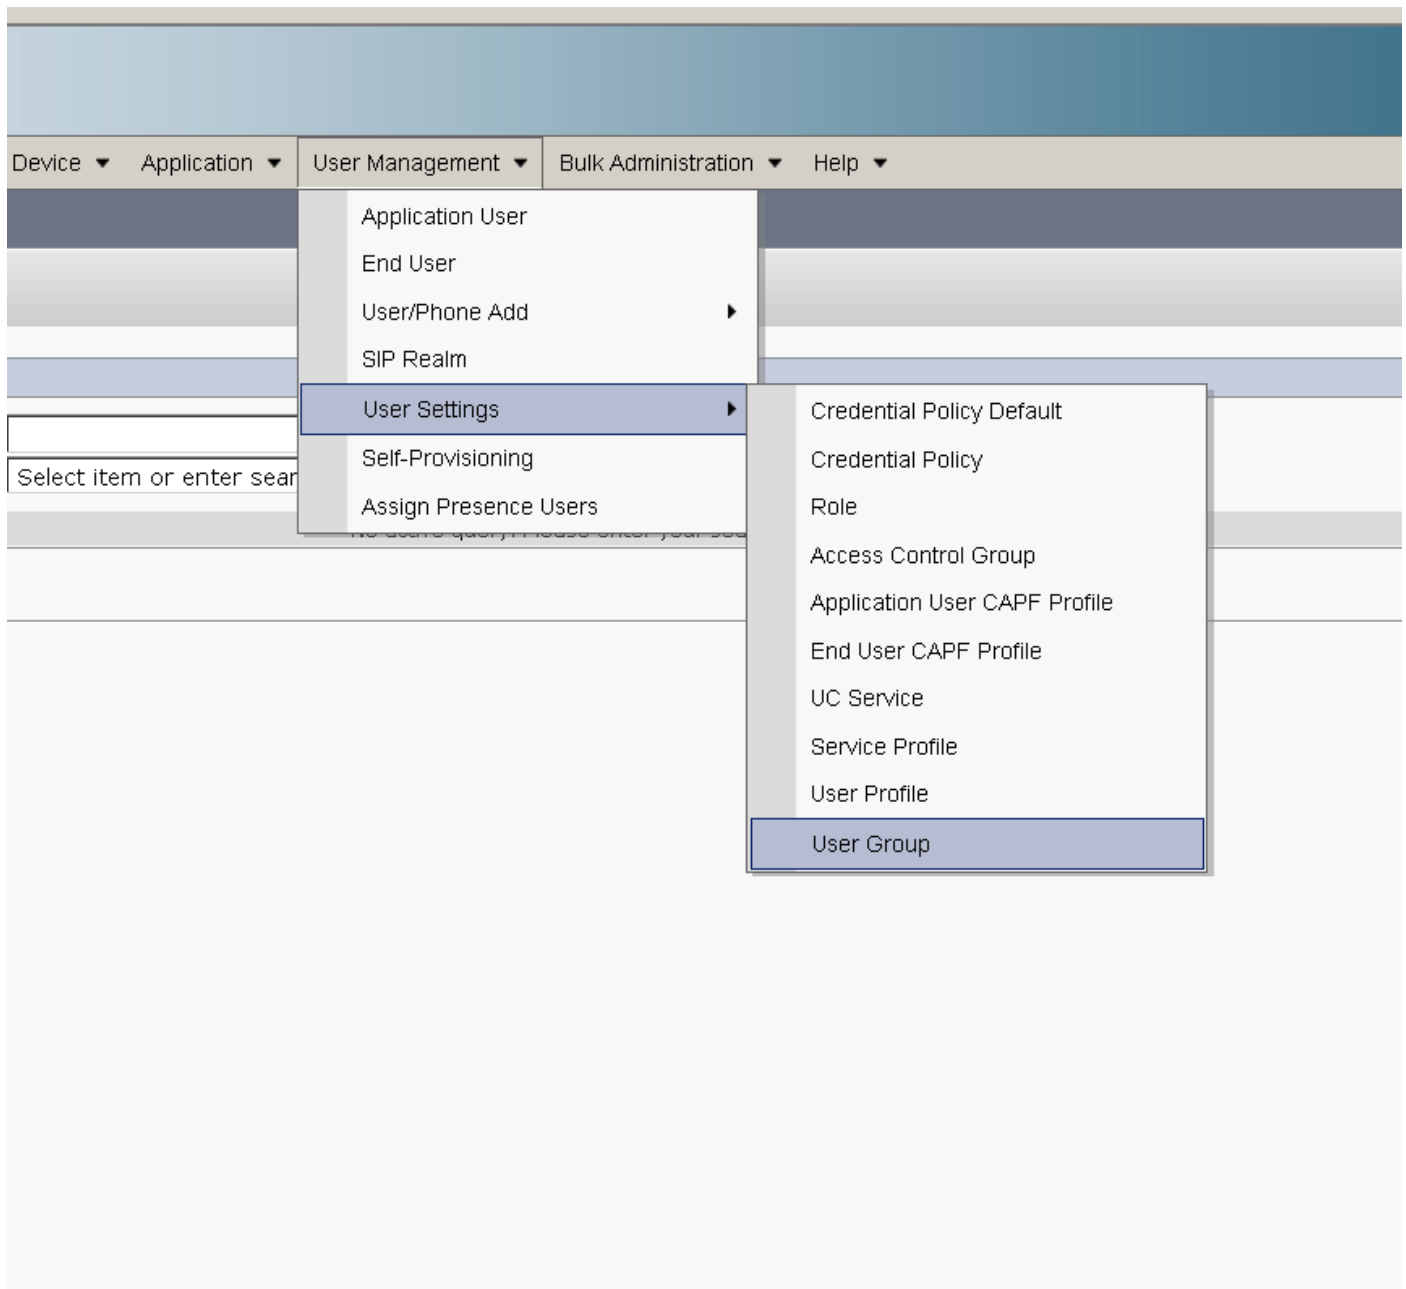 Device Application User Management Bulk Administration Help
Application User
End User
User/Phone Add
SIP Realm
User Settings
Self-Provisioning
Assign Presence Users
Select item or enter sear
Credential Policy Default
Credential Policy
Role
Access Control Group
Application User CAPF Profile
End User CAPF Profile
UC Service
Service Profile
User Profile
User Group